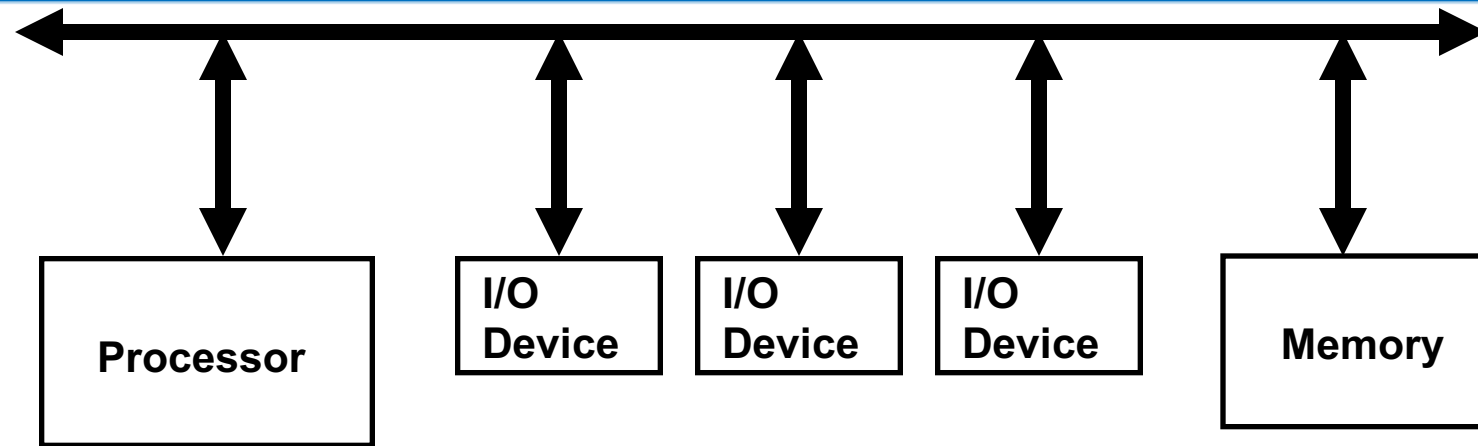 Processor
I/O
Device
I/O
Device
I/O
Device
Memory